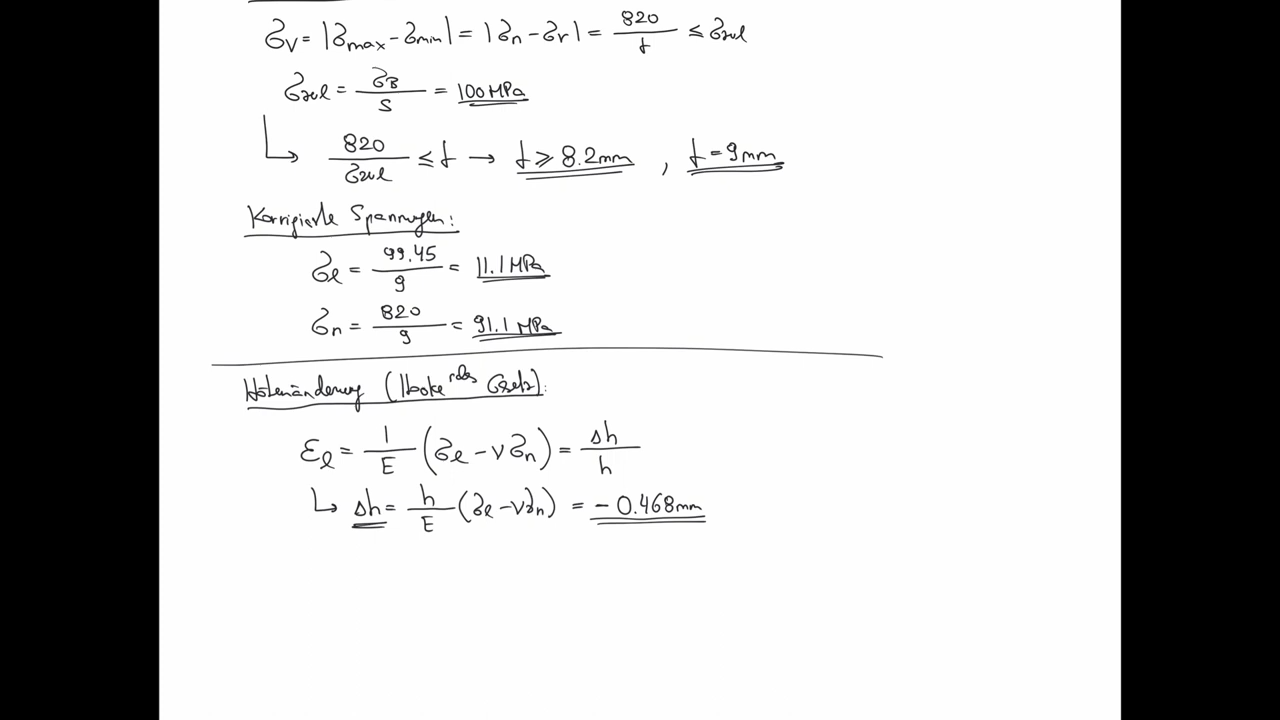 σv = |σmax - σmin| = |σn - σr| = 820/t ≤ σzul
σzul = σB/S = 100 MPa
↳ 820/σzul ≤ t → t ≥ 8.2mm , t = 9mm
Korrigierte Spannungen:
σl = 99.45/9 = 11.1 MPa
σn = 820/9 = 91.1 MPa
Höhenänderung (Hooke'sches Gesetz):
εl = 1/E (σl - νσn) = Δh/h
↳ Δh = h/E (σl - νσn) = - 0.468mm